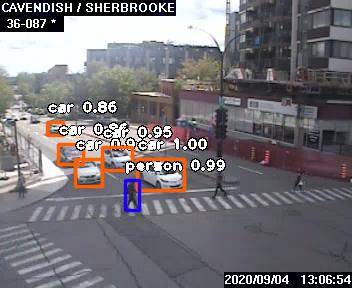 CAVENDISH / SHERBROOKE
36-087 *
car 0.86
car 0.95
car 1.00
person 0.99
2020/09/04 13:06:54